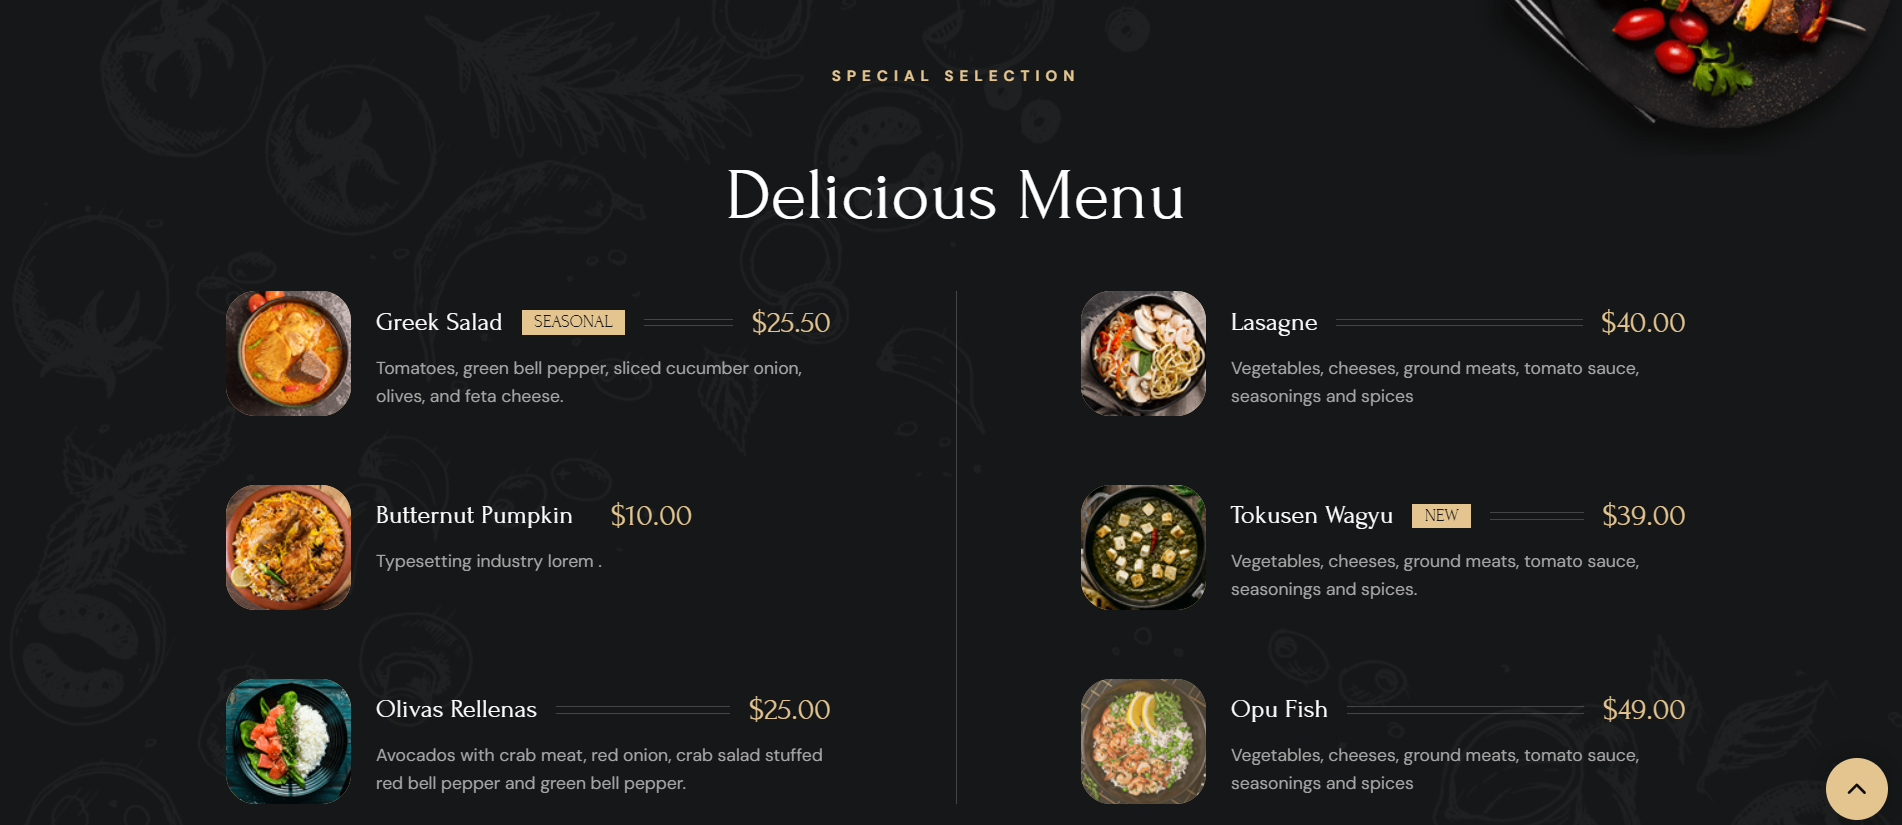 SPECIAL SELECTION
Delicious Menu
Greek Salad SEASONAL $25.50
Tomatoes, green bell pepper, sliced cucumber onion,
olives, and feta cheese.
Butternut Pumpkin $10.00
Typesetting industry lorem .
Olivas Rellenas $25.00
Avocados with crab meat, red onion, crab salad stuffed
red bell pepper and green bell pepper.
Lasagne $40.00
Vegetables, cheeses, ground meats, tomato sauce,
seasonings and spices
Tokusen Wagyu NEW $39.00
Vegetables, cheeses, ground meats, tomato sauce,
seasonings and spices.
Opu Fish $49.00
Vegetables, cheeses, ground meats, tomato sauce,
seasonings and spices